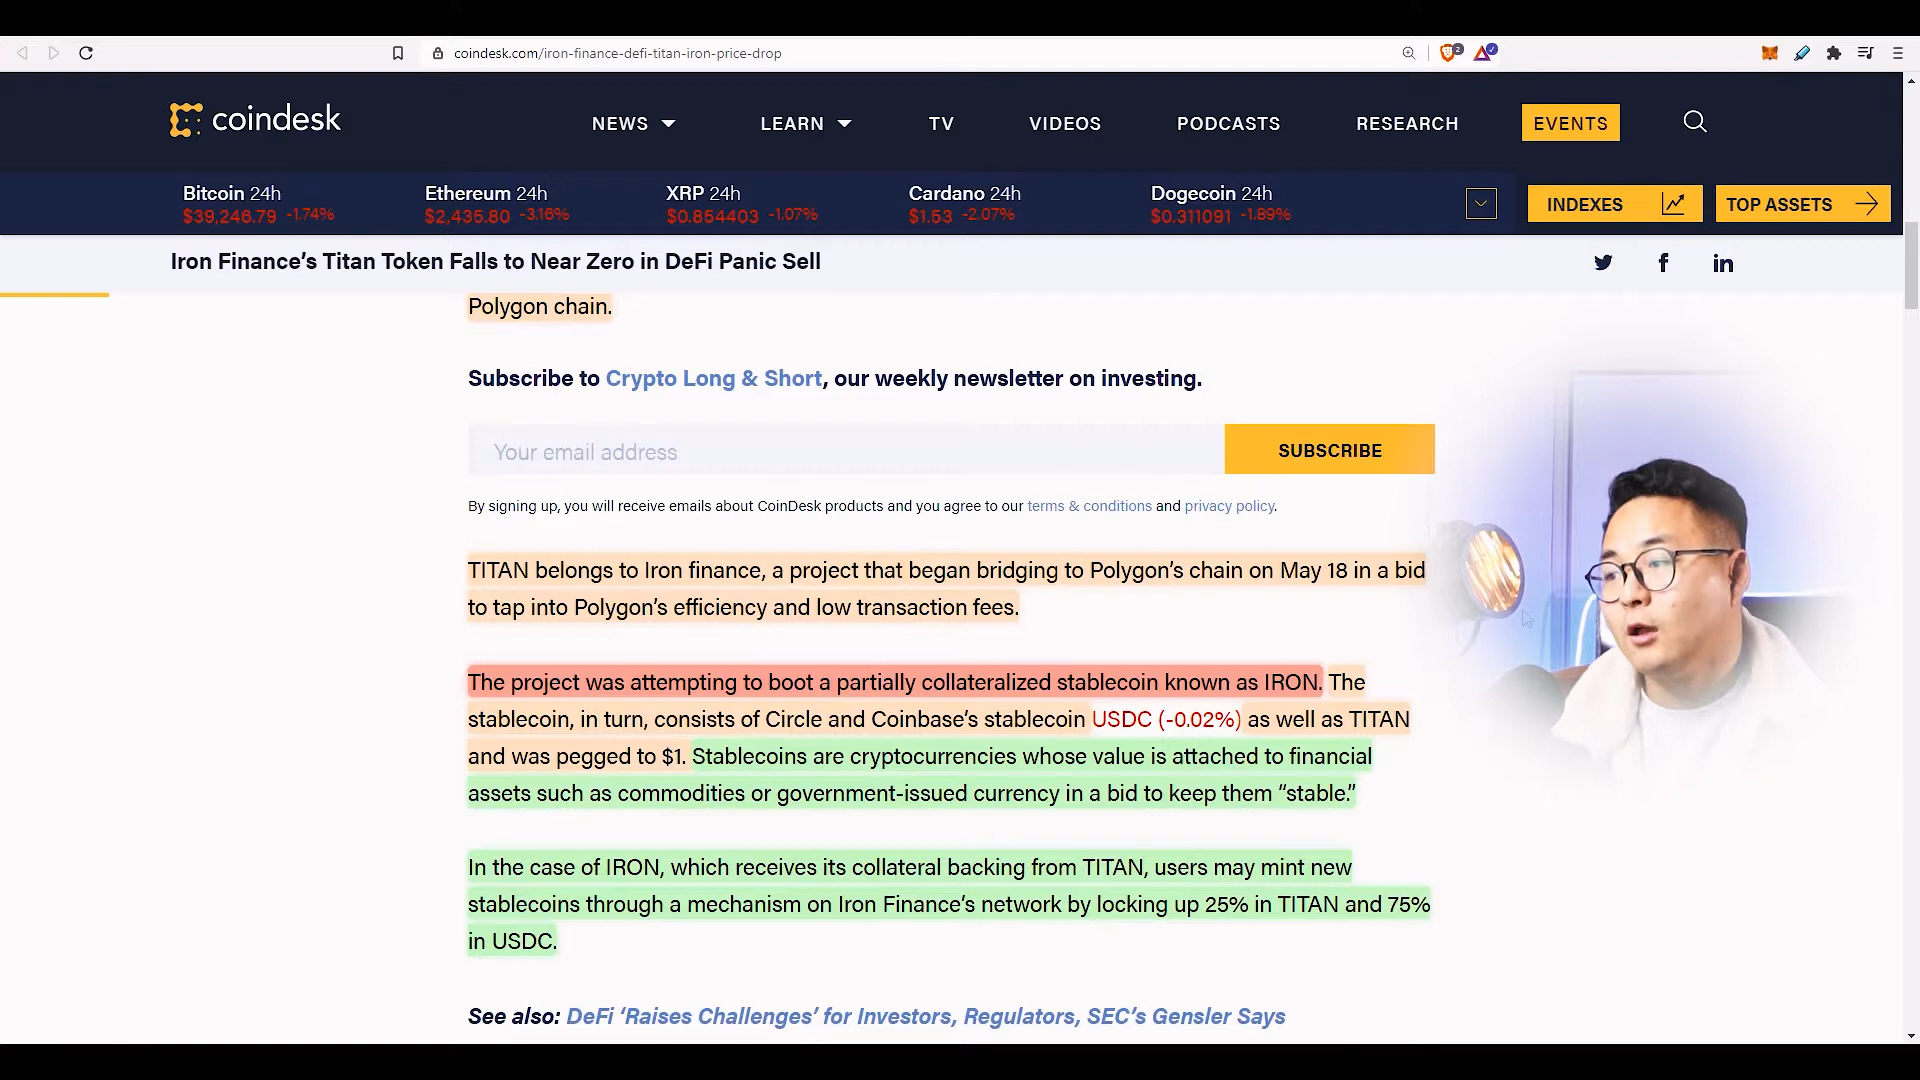 coindesk.com/iron-finance-defi-titan-iron-price-drop
2
coindesk
NEWS
LEARN
TV
VIDEOS
PODCASTS
RESEARCH
EVENTS
Bitcoin 24h
$39,246.79 -1.74%
Ethereum 24h
$2,435.80 -3.16%
XRP 24h
$0.854403 -1.07%
Cardano 24h
$1.53 -2.07%
Dogecoin 24h
$0.311091 -1.89%
INDEXES
TOP ASSETS
Iron Finance’s Titan Token Falls to Near Zero in DeFi Panic Sell
Polygon chain.
Subscribe to Crypto Long & Short, our weekly newsletter on investing.
Your email address
SUBSCRIBE
By signing up, you will receive emails about CoinDesk products and you agree to our terms & conditions and privacy policy.
TITAN belongs to Iron finance, a project that began bridging to Polygon’s chain on May 18 in a bid
to tap into Polygon’s efficiency and low transaction fees.
The project was attempting to boot a partially collateralized stablecoin known as IRON. The
stablecoin, in turn, consists of Circle and Coinbase’s stablecoin USDC (-0.02%) as well as TITAN
and was pegged to $1. Stablecoins are cryptocurrencies whose value is attached to financial
assets such as commodities or government-issued currency in a bid to keep them “stable.”
In the case of IRON, which receives its collateral backing from TITAN, users may mint new
stablecoins through a mechanism on Iron Finance’s network by locking up 25% in TITAN and 75%
in USDC.
See also: DeFi ‘Raises Challenges’ for Investors, Regulators, SEC’s Gensler Says